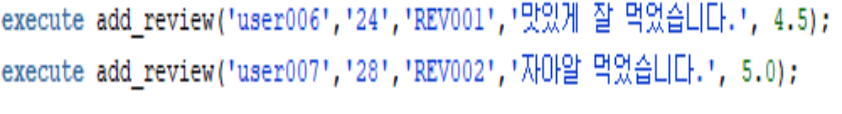 execute add_review('user006','24','REV001','맛있게 잘 먹었습니다.', 4.5);
execute add_review('user007','28','REV002','자아알 먹었습니다.', 5.0);